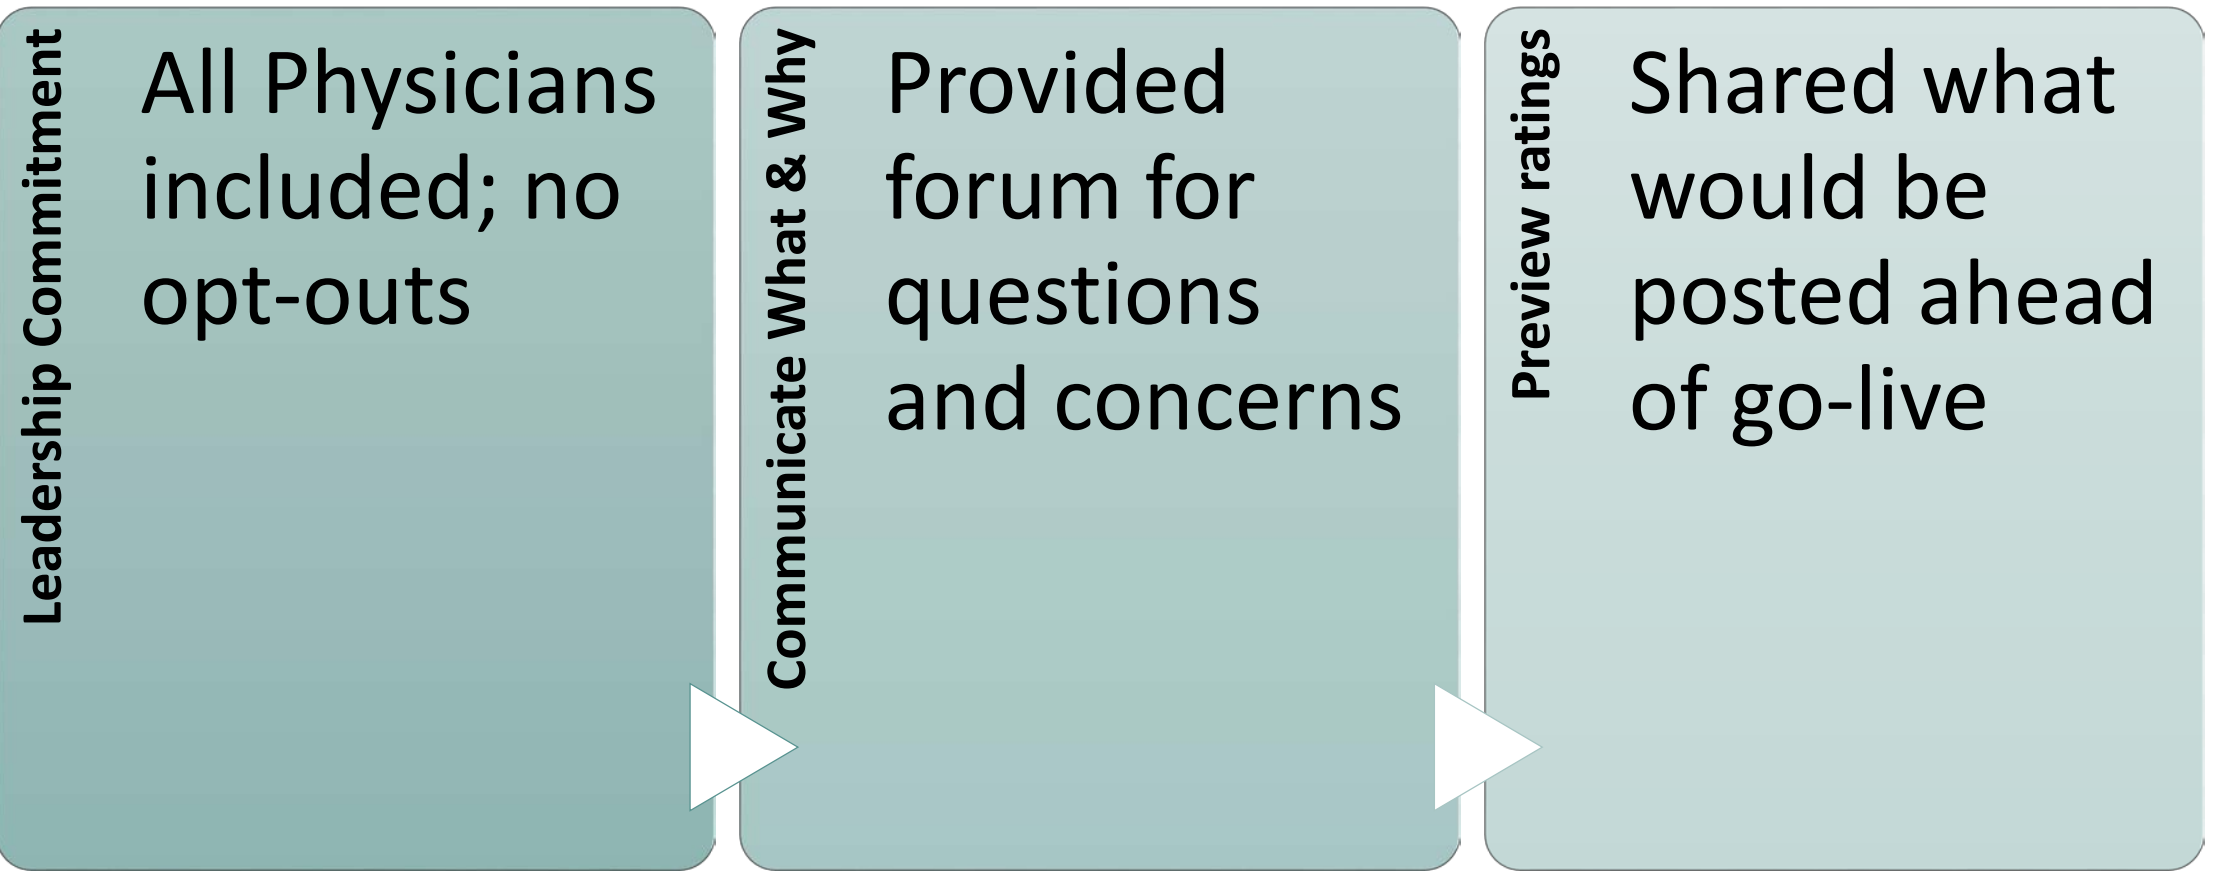 Leadership Commitment
All Physicians
included; no
opt-outs
Communicate What & Why
Provided
forum for
questions
and concerns
Preview ratings
Shared what
would be
posted ahead
of go-live